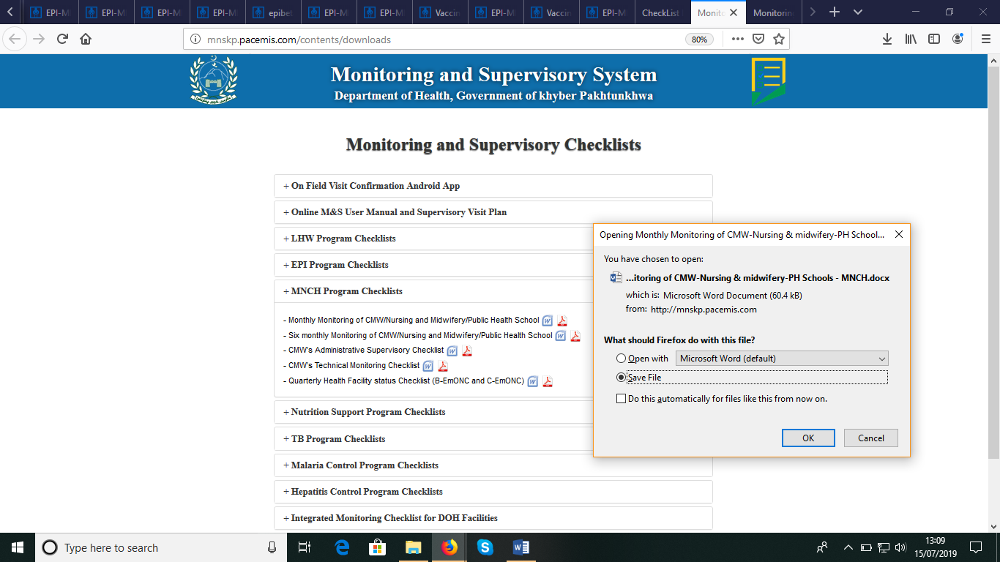 EPI-M
EPI-M
EPI-M
EPI-M
epibet
EPI-M
EPI-M
Vaccin
EPI-M
Vaccin
EPI-M
CheckList
Monito
Monitoring
mnskp.pacemis.com/contents/downloads
80%
Monitoring and Supervisory System
Department of Health, Government of khyber Pakhtunkhwa
Monitoring and Supervisory Checklists
+ On Field Visit Confirmation Android App
+ Online M&S User Manual and Supervisory Visit Plan
+ LHW Program Checklists
+ EPI Program Checklists
+ MNCH Program Checklists
- Monthly Monitoring of CMW/Nursing and Midwifery/Public Health School
- Six monthly Monitoring of CMW/Nursing and Midwifery/Public Health School
- CMW's Administrative Supervisory Checklist
- CMW's Technical Monitoring Checklist
- Quarterly Health Facility status Checklist (B-EmONC and C-EmONC)
+ Nutrition Support Program Checklists
+ TB Program Checklists
+ Malaria Control Program Checklists
+ Hepatitis Control Program Checklists
+ Integrated Monitoring Checklist for DOH Facilities
Opening Monthly Monitoring of CMW-Nursing & midwifery-PH School...
You have chosen to open:
...itoring of CMW-Nursing & midwifery-PH Schools - MNCH.docx
which is: Microsoft Word Document (60.4 kB)
from: http://mnskp.pacemis.com
What should Firefox do with this file?
Open with Microsoft Word (default)
Save File
Do this automatically for files like this from now on.
OK Cancel
Type here to search
13:09
15/07/2019